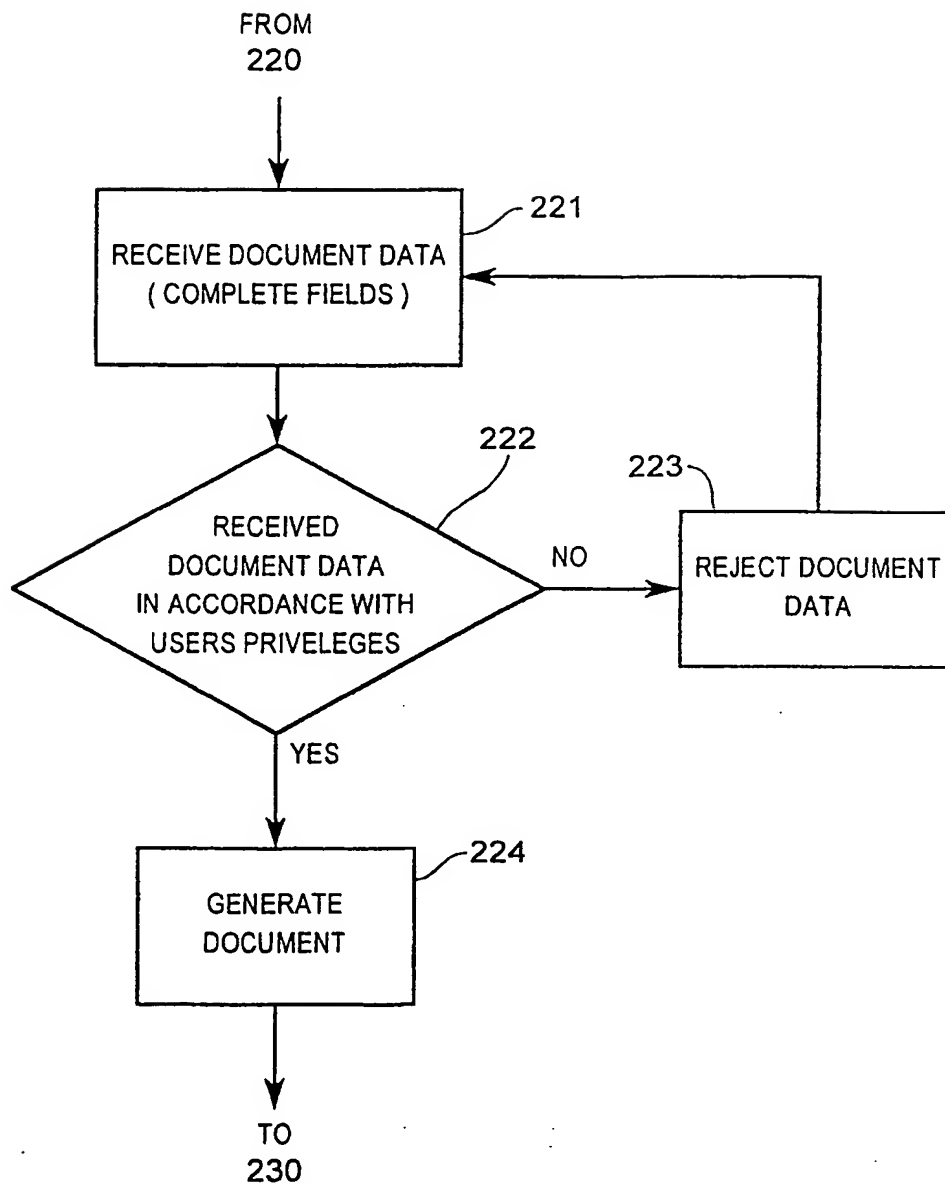 FROM
220
221
RECEIVE DOCUMENT DATA
( COMPLETE FIELDS )
222
RECEIVED
DOCUMENT DATA
IN ACCORDANCE WITH
USERS PRIVELEGES
NO
223
REJECT DOCUMENT
DATA
YES
224
GENERATE
DOCUMENT
TO
230